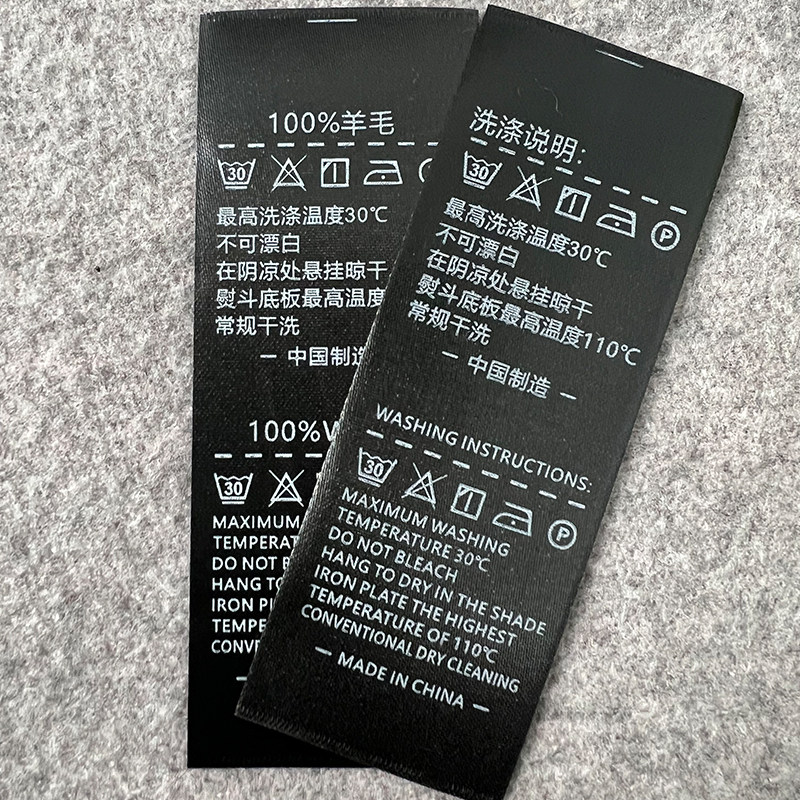 100%羊毛
30
最高洗涤温度30℃
不可漂白
在阴凉处悬挂晾干
熨斗底板最高温度
常规干洗
— 中国制造
100%W
30
MAXIMUM
TEMPERAT
DO NOT
HANG TO
IRON PL
TEMPE
CONV
洗涤说明:
30
P
最高洗涤温度30℃
不可漂白
在阴凉处悬挂晾干
熨斗底板最高温度110℃
常规干洗
— 中国制造 —
WASHING INSTRUCTIONS:
30
P
MAXIMUM WASHING
TEMPERATURE 30℃
DO NOT BLEACH
HANG TO DRY IN THE SHADE
IRON PLATE THE HIGHEST
TEMPERATURE OF 110℃
CONVENTIONAL DRY CLEANING
— MADE IN CHINA —